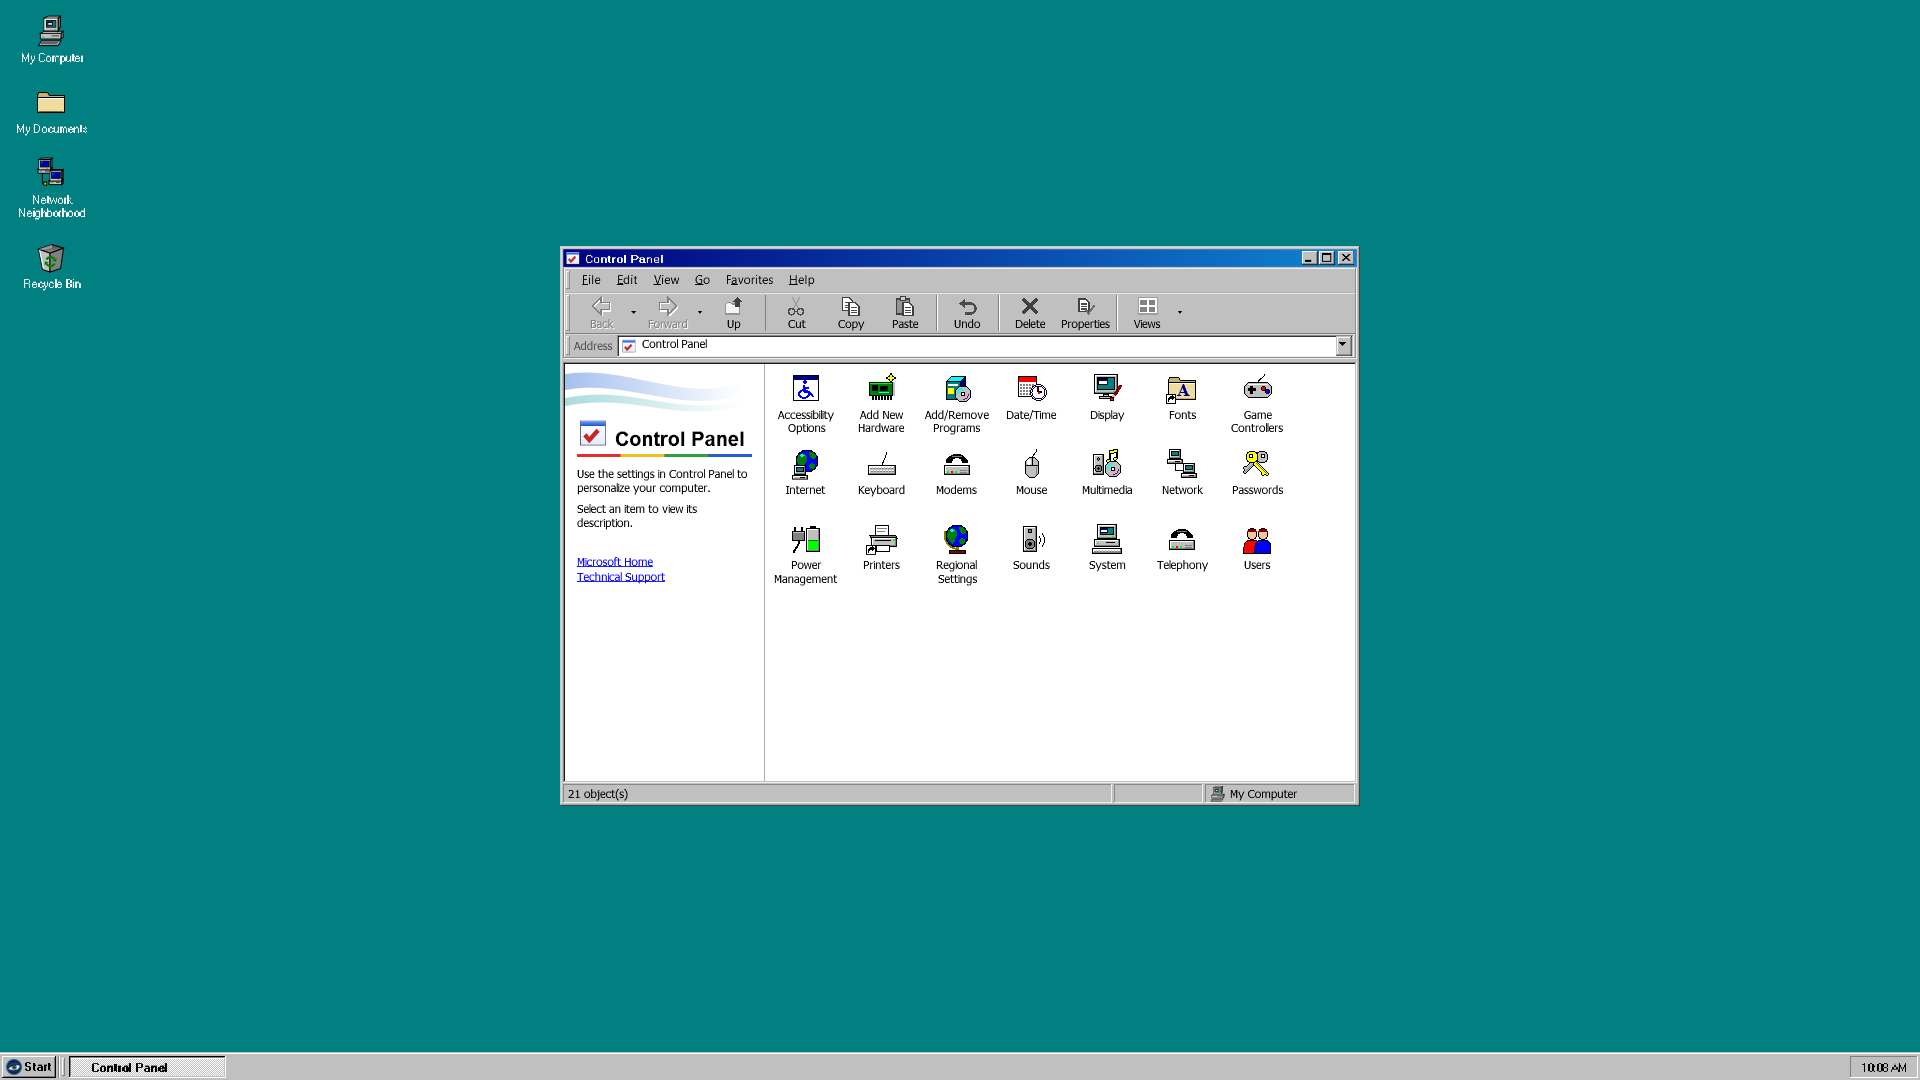 My Computer
My Documents
Network
Neighborhood
Recycle Bin
Control Panel
File Edit View Go Favorites Help
Back Forward Up Cut Copy Paste Undo Delete Properties Views
Address Control Panel
Control Panel
Use the settings in Control Panel to
personalize your computer.
Select an item to view its
description.
Microsoft Home
Technical Support
Accessibility
Options
Add New
Hardware
Add/Remove
Programs
Date/Time
Display
Fonts
Game
Controllers
Internet
Keyboard
Modems
Mouse
Multimedia
Network
Passwords
Power
Management
Printers
Regional
Settings
Sounds
System
Telephony
Users
21 object(s)
My Computer
Start
Control Panel
10:08 AM